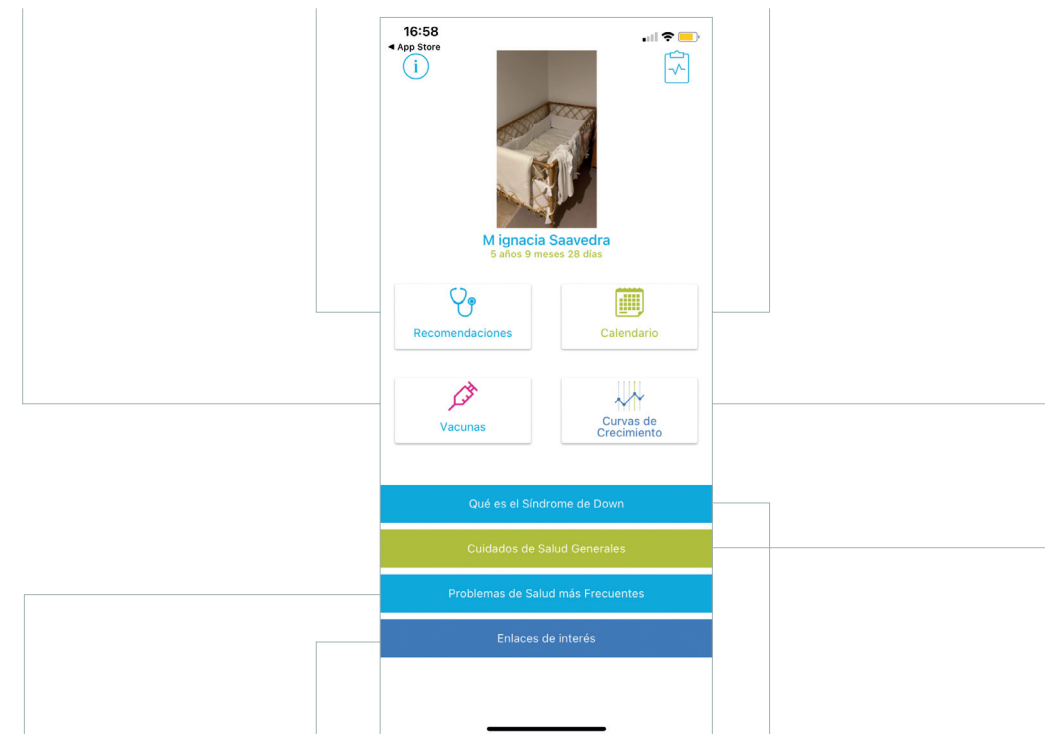 16:58
◄ App Store
i
M ignacia Saavedra
5 años 9 meses 28 días
Recomendaciones
Calendario
Vacunas
Curvas de
Crecimiento
Qué es el Síndrome de Down
Cuidados de Salud Generales
Problemas de Salud más Frecuentes
Enlaces de interés